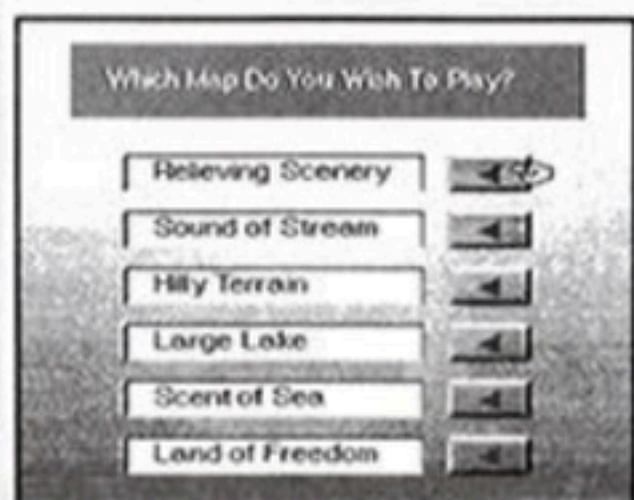 Which Map Do You Wish To Play?
Relieving Scenery
Sound of Stream
Hilly Terrain
Large Lake
Scent of Sea
Land of Freedom